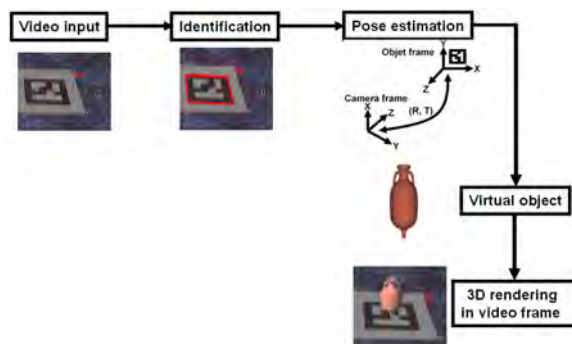 Video input
Identification
Pose estimation
Objet frame
Y
X
Z
Camera frame
(R, T)
X
Z
Y
Virtual object
3D rendering
in video frame